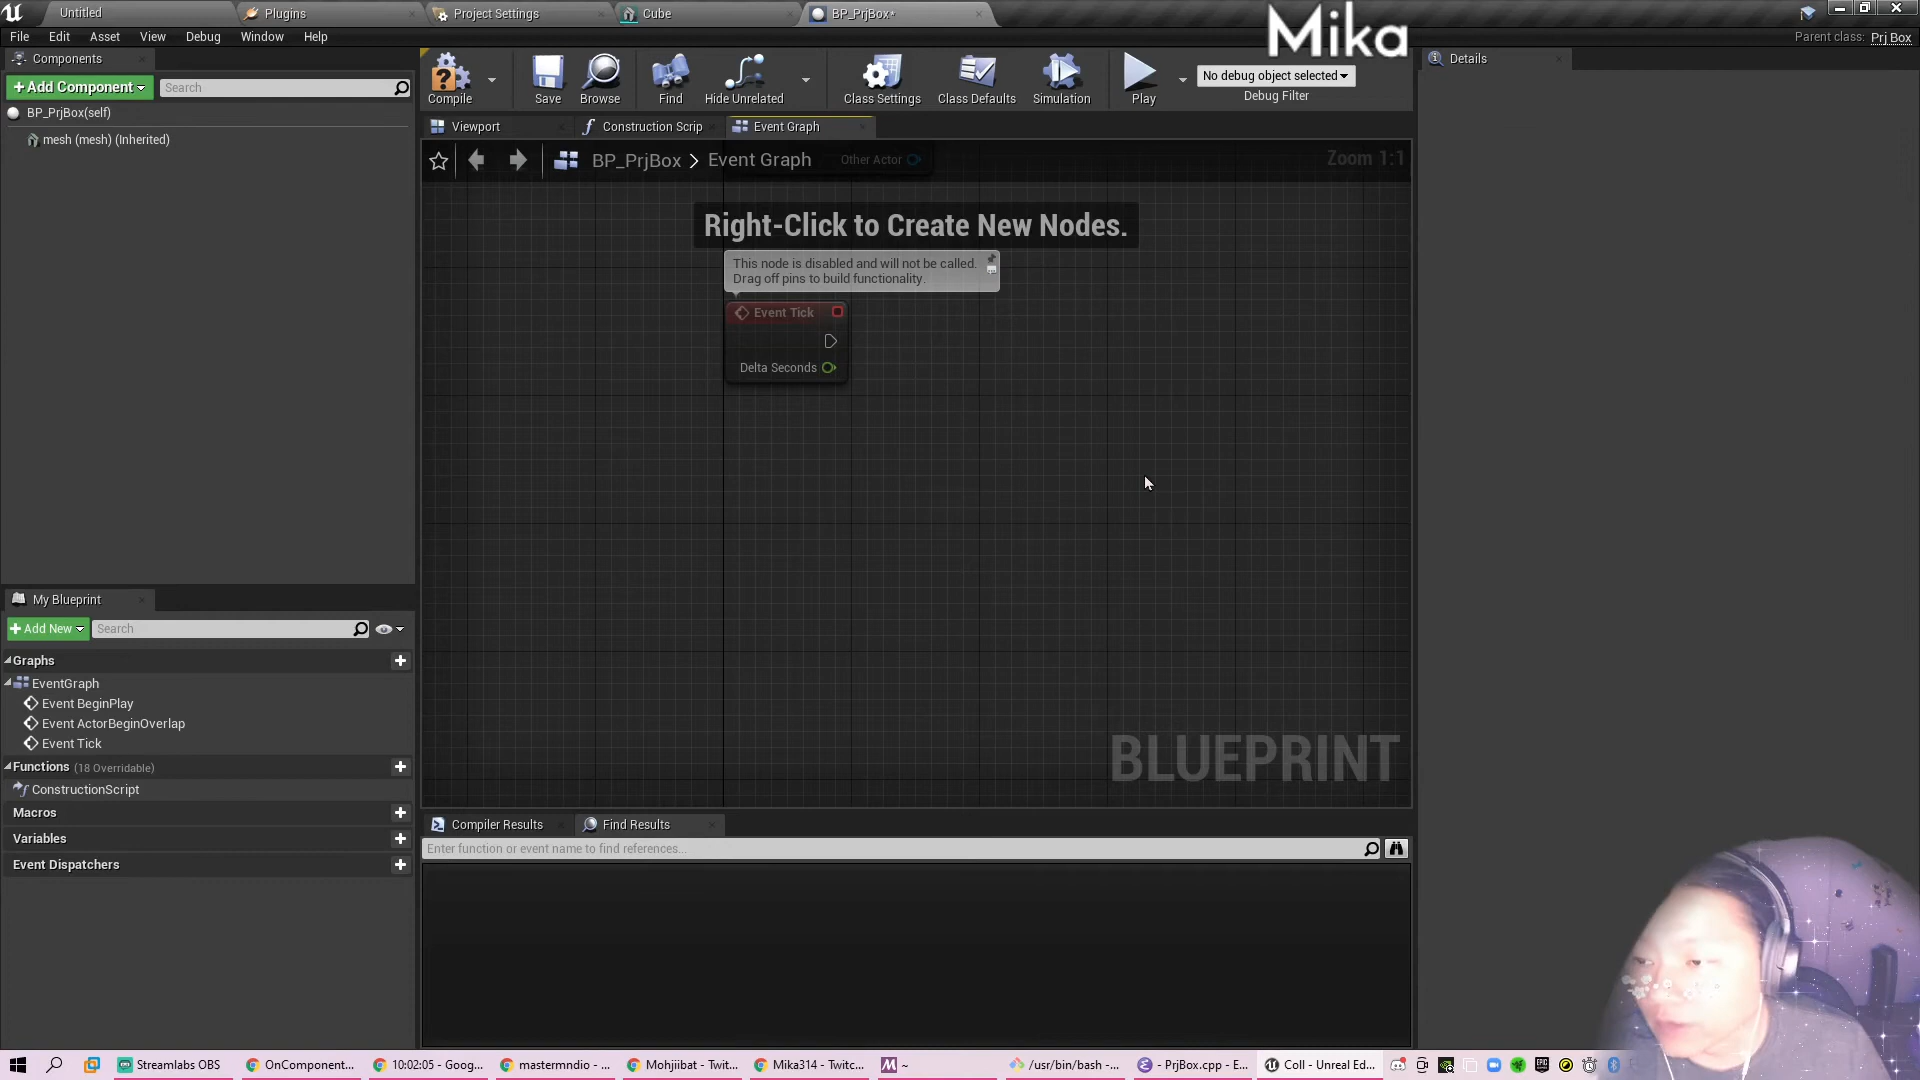 Untitled
Plugins
Project Settings
Cube
BP_PrjBox*
Mika
File Edit Asset View Debug Window Help
Parent class: Prj Box
Components
+ Add Component
Search
BP_PrjBox(self)
mesh (mesh) (Inherited)
Compile
Save
Browse
Find
Hide Unrelated
Class Settings
Class Defaults
Simulation
Play
No debug object selected
Debug Filter
Details
Viewport
Construction Scrip
Event Graph
BP_PrjBox > Event Graph
Other Actor
Zoom 1:1
Right-Click to Create New Nodes.
This node is disabled and will not be called.
Drag off pins to build functionality.
Event Tick
Delta Seconds
BLUEPRINT
My Blueprint
+ Add New
Search
Graphs
EventGraph
Event BeginPlay
Event ActorBeginOverlap
Event Tick
Functions (18 Overridable)
ConstructionScript
Macros
Variables
Event Dispatchers
Compiler Results
Find Results
Enter function or event name to find references...
Streamlabs OBS
OnComponent...
10:02:05 - Goog...
mastermndio - ...
Mohjiibat - Twit...
Mika314 - Twitc...
~
/usr/bin/bash -...
- PrjBox.cpp - E...
Coll - Unreal Ed...